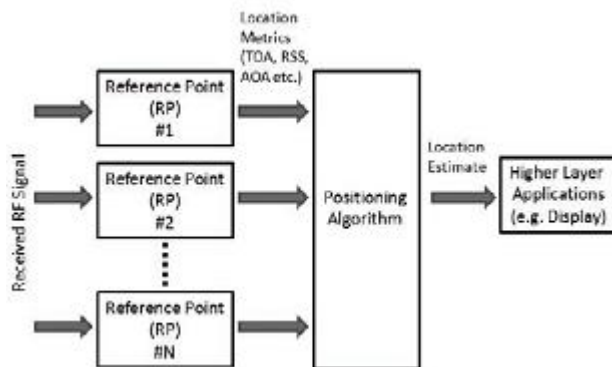 Location
Metrics
(TOA, RSS,
AOA etc.)
Reference Point
(RP)
#1
Received RF Signal
Reference Point
(RP)
#2
Reference Point
(RP)
#N
Positioning
Algorithm
Location
Estimate
Higher Layer
Applications
(e.g. Display)